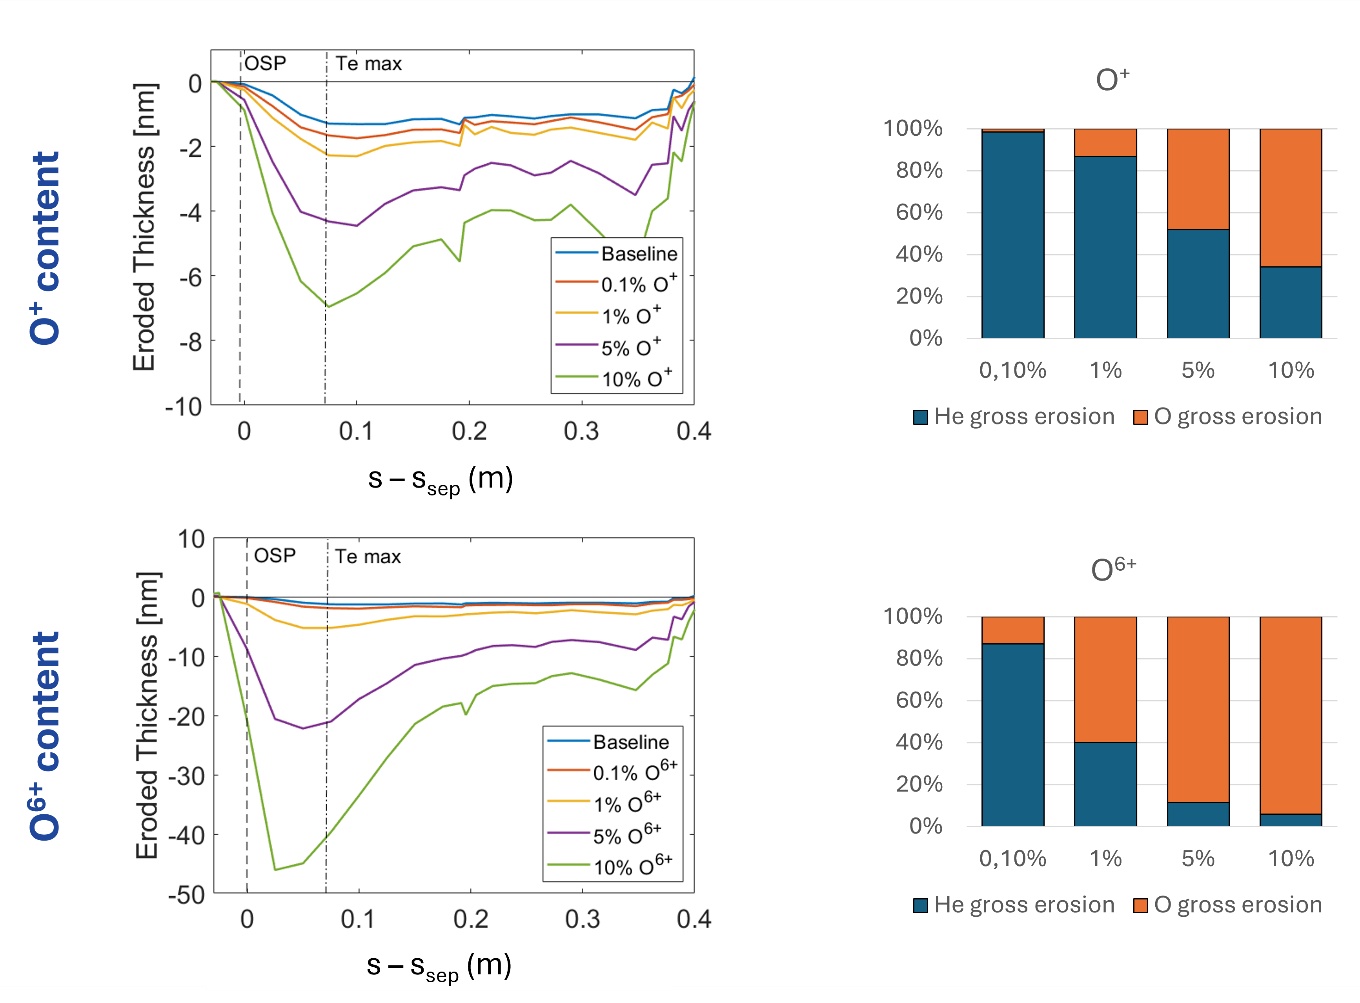 O⁺ content
Eroded Thickness [nm]
OSP
Te max
0
-2
-4
-6
-8
-10
Baseline
0.1% O⁺
1% O⁺
5% O⁺
10% O⁺
0 0.1 0.2 0.3 0.4
s – s_sep (m)
O⁺
100%
80%
60%
40%
20%
0%
0,10% 1% 5% 10%
He gross erosion O gross erosion
O⁶⁺ content
Eroded Thickness [nm]
OSP
Te max
10
0
-10
-20
-30
-40
-50
Baseline
0.1% O⁶⁺
1% O⁶⁺
5% O⁶⁺
10% O⁶⁺
0 0.1 0.2 0.3 0.4
s – s_sep (m)
O⁶⁺
100%
80%
60%
40%
20%
0%
0,10% 1% 5% 10%
He gross erosion O gross erosion